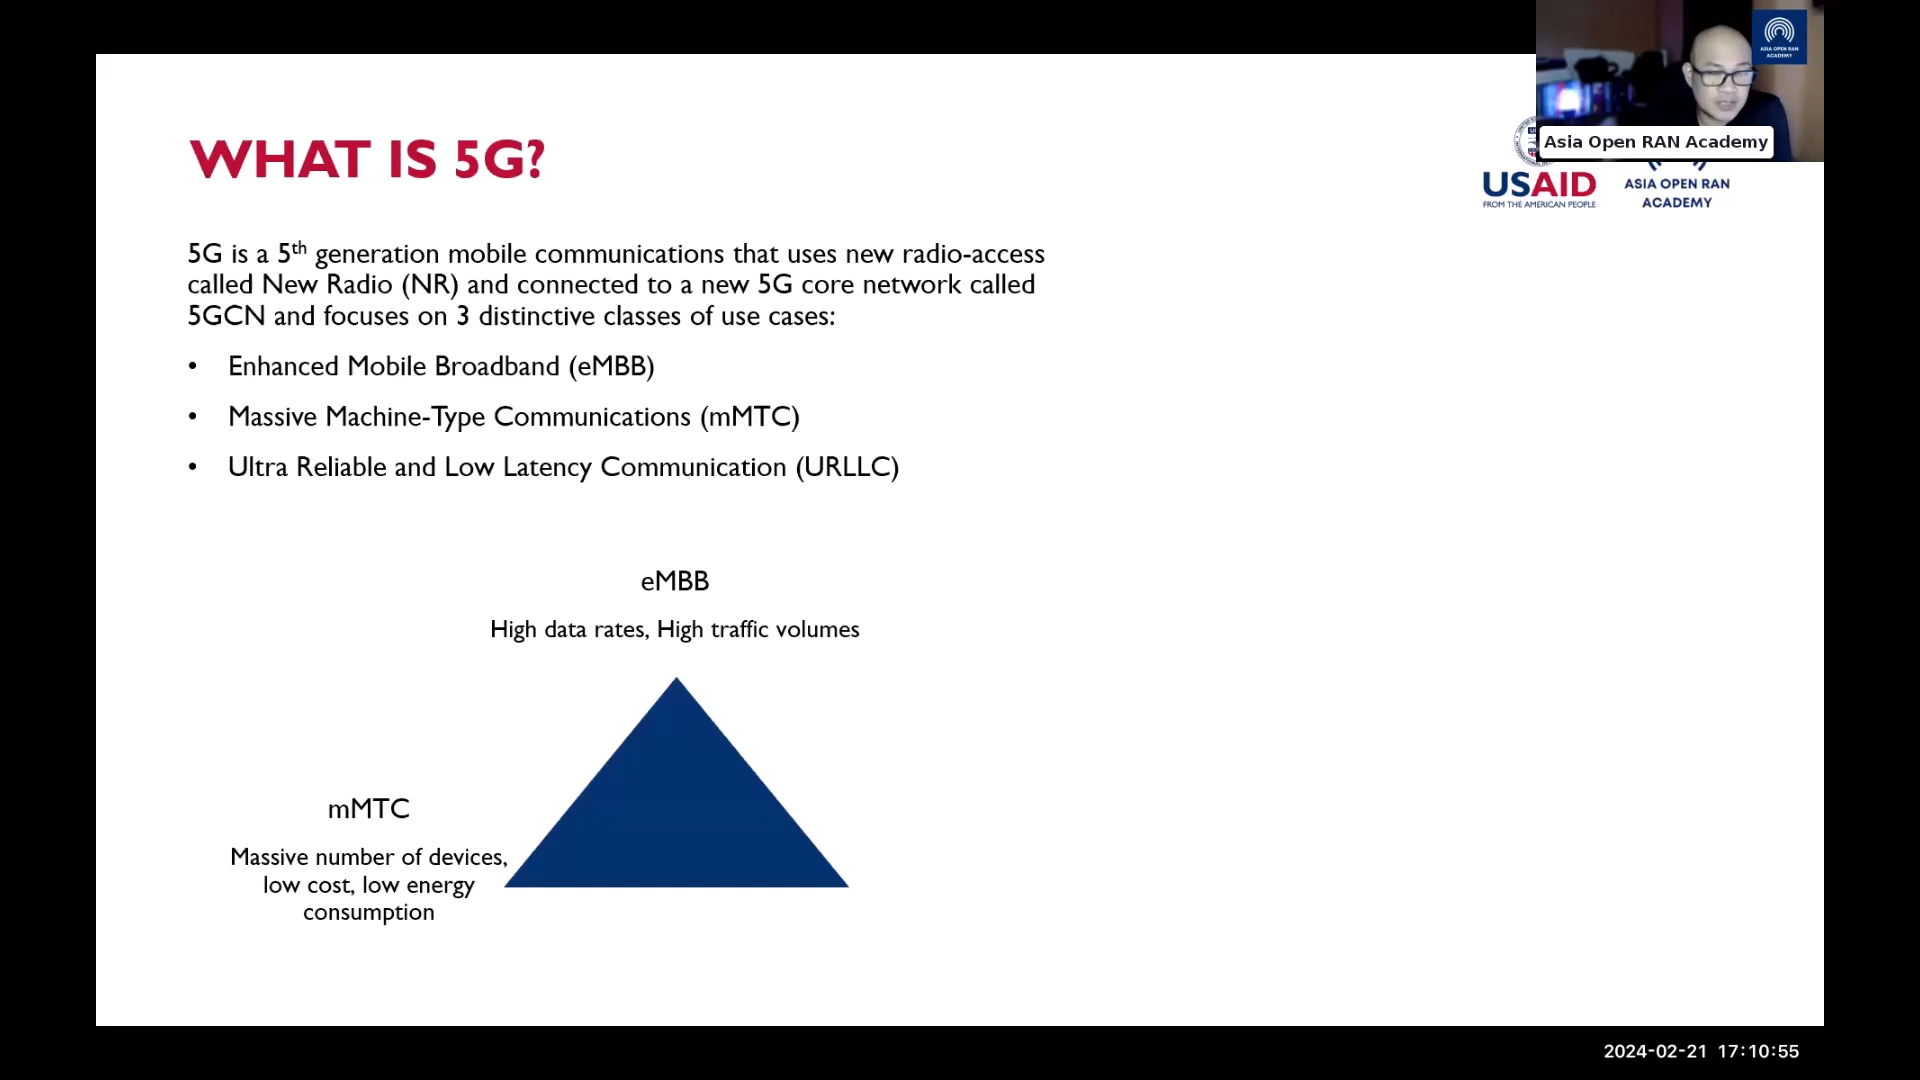 WHAT IS 5G?
ASIA OPEN RAN
ACADEMY
Asia Open RAN Academy
USAID
FROM THE AMERICAN PEOPLE
ASIA OPEN RAN
ACADEMY
5G is a 5th generation mobile communications that uses new radio-access
called New Radio (NR) and connected to a new 5G core network called
5GCN and focuses on 3 distinctive classes of use cases:
• Enhanced Mobile Broadband (eMBB)
• Massive Machine-Type Communications (mMTC)
• Ultra Reliable and Low Latency Communication (URLLC)
eMBB
High data rates, High traffic volumes
mMTC
Massive number of devices,
low cost, low energy
consumption
2024-02-21 17:10:55